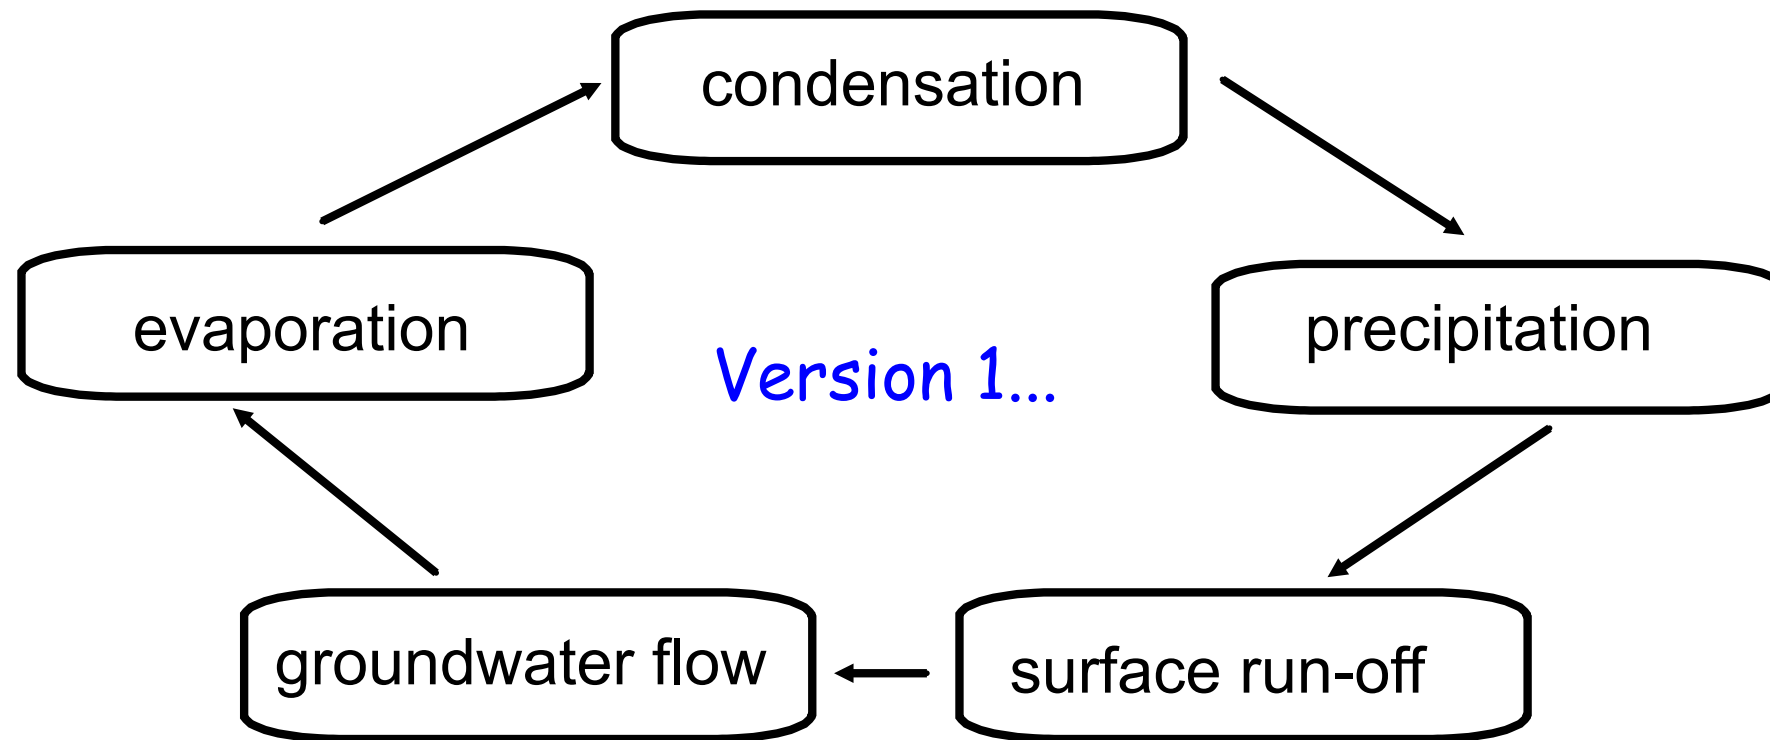 condensation
evaporation
precipitation
Version 1...
groundwater flow
surface run-off